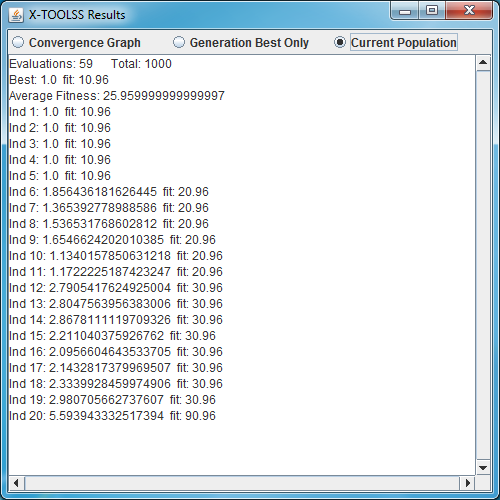 X-TOOLSS Results
Convergence Graph Generation Best Only Current Population
Evaluations: 59 Total: 1000
Best: 1.0 fit: 10.96
Average Fitness: 25.959999999999997
Ind 1: 1.0 fit: 10.96
Ind 2: 1.0 fit: 10.96
Ind 3: 1.0 fit: 10.96
Ind 4: 1.0 fit: 10.96
Ind 5: 1.0 fit: 10.96
Ind 6: 1.856436181626445 fit: 20.96
Ind 7: 1.365392778988586 fit: 20.96
Ind 8: 1.536531768602812 fit: 20.96
Ind 9: 1.6546624202010385 fit: 20.96
Ind 10: 1.1340157850631218 fit: 20.96
Ind 11: 1.1722225187423247 fit: 20.96
Ind 12: 2.7905417624925004 fit: 30.96
Ind 13: 2.8047563956383006 fit: 30.96
Ind 14: 2.8678111119709326 fit: 30.96
Ind 15: 2.211040375926762 fit: 30.96
Ind 16: 2.0956604643533705 fit: 30.96
Ind 17: 2.1432817379969507 fit: 30.96
Ind 18: 2.3339928459974906 fit: 30.96
Ind 19: 2.980705662737607 fit: 30.96
Ind 20: 5.593943332517394 fit: 90.96